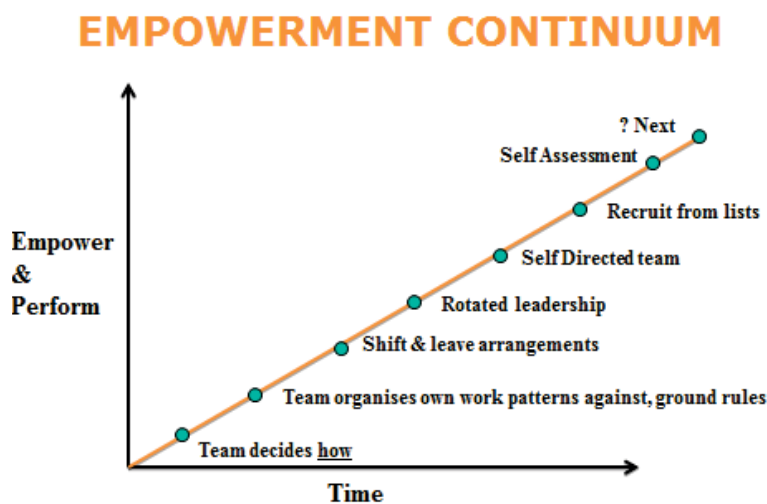 EMPOWERMENT CONTINUUM
? Next
Self Assessment
Recruit from lists
Empower
&
Perform
Self Directed team
Rotated leadership
Shift & leave arrangements
Team organises own work patterns against, ground rules
Team decides how
Time